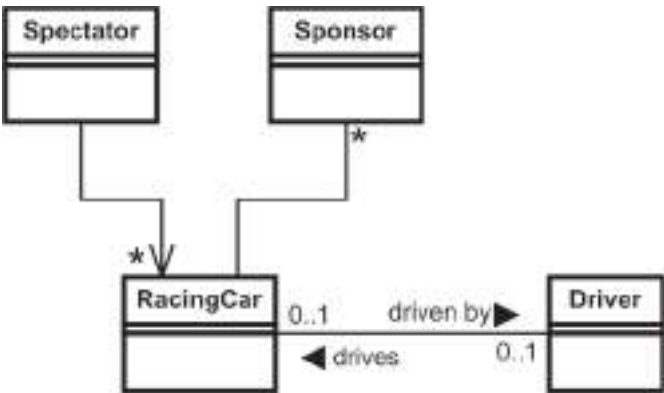 Spectator
Sponsor
*
*
RacingCar
0..1
driven by ▶
Driver
◀ drives
0..1